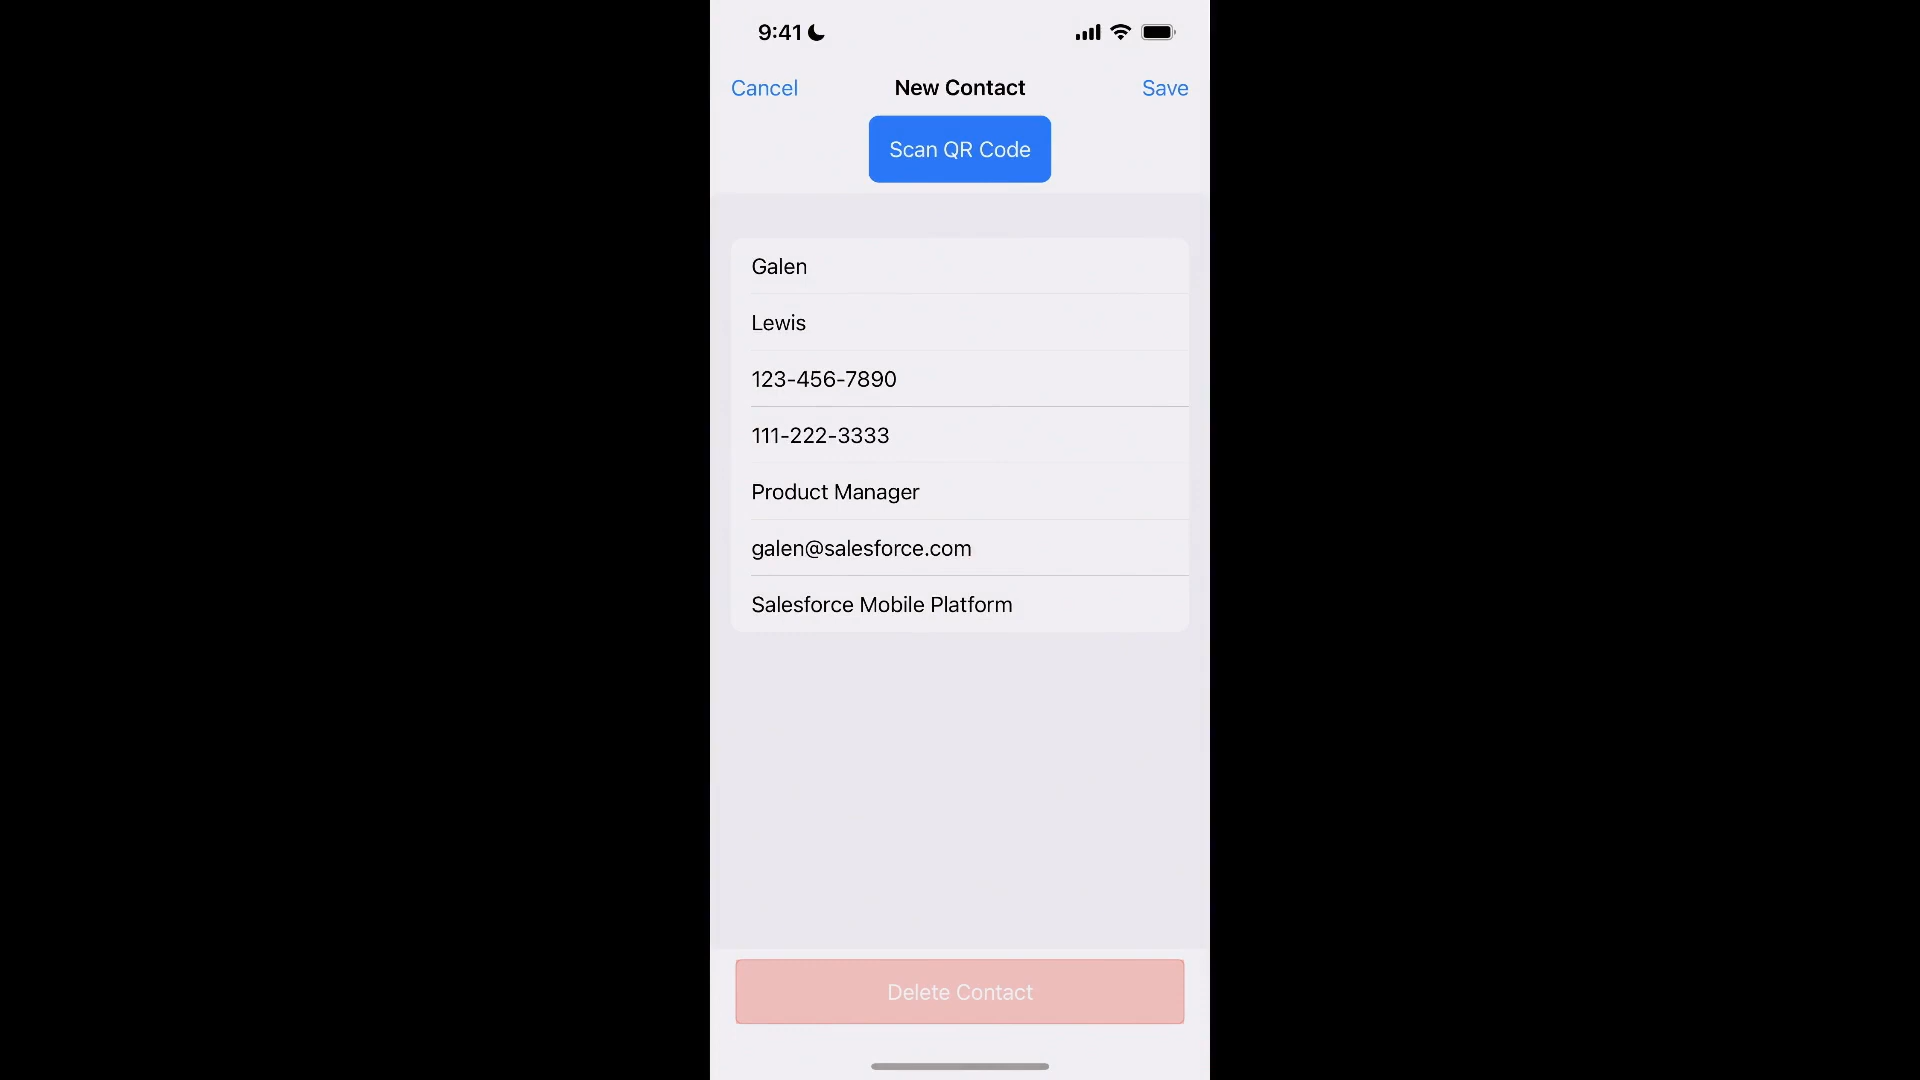 9:41
Cancel New Contact Save
Scan QR Code
Galen
Lewis
123-456-7890
111-222-3333
Product Manager
galen@salesforce.com
Salesforce Mobile Platform
Delete Contact